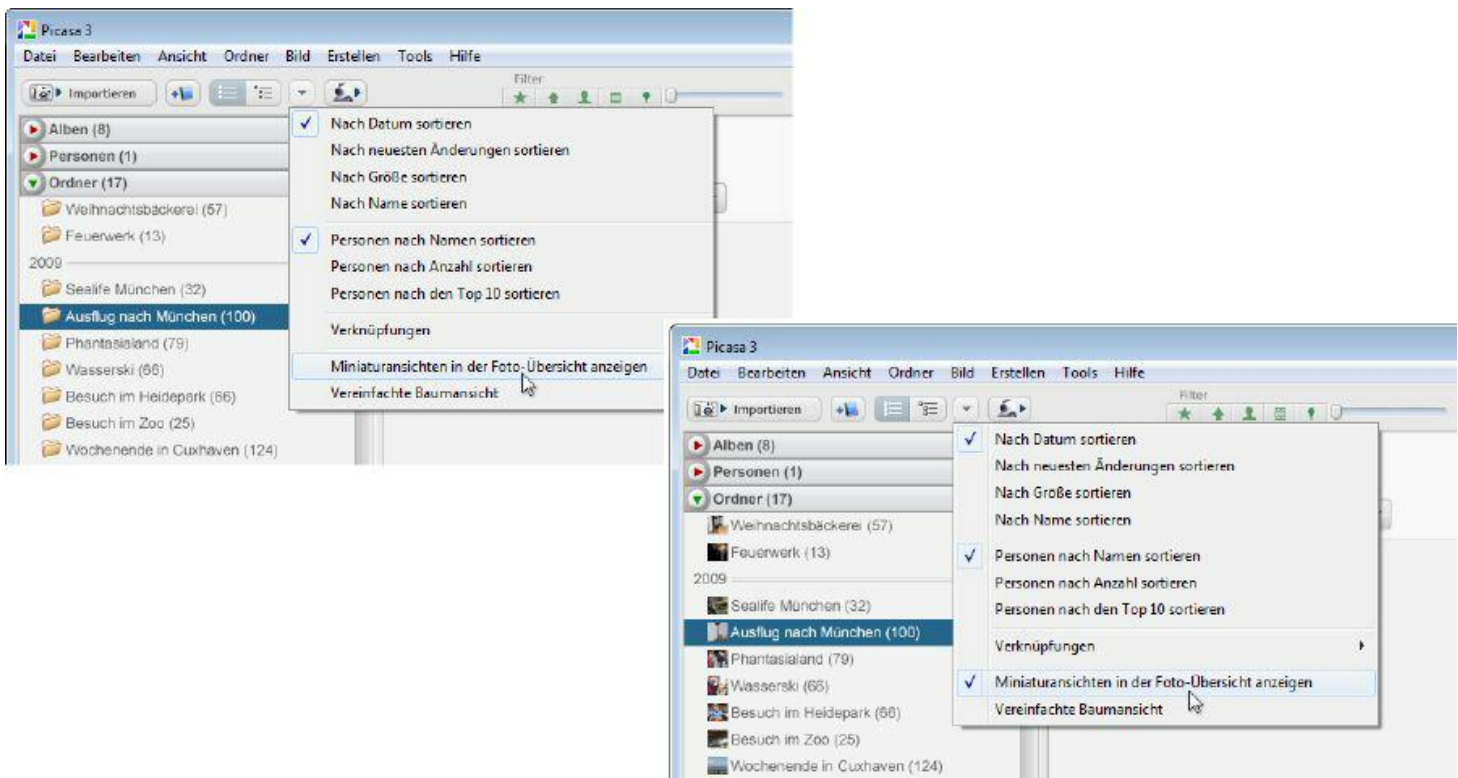 Picasa 3
Datei Bearbeiten Ansicht Ordner Bild Erstellen Tools Hilfe
Importieren
Filter
Alben (8)
Personen (1)
Ordner (17)
Weihnachtsbäckerei (57)
Feuerwerk (13)
2009
Sealife München (32)
Ausflug nach München (100)
Phantasialand (79)
Wasserski (66)
Besuch im Heidepark (66)
Besuch im Zoo (25)
Wochenende in Cuxhaven (124)
Nach Datum sortieren
Nach neuesten Änderungen sortieren
Nach Größe sortieren
Nach Name sortieren
Personen nach Namen sortieren
Personen nach Anzahl sortieren
Personen nach den Top 10 sortieren
Verknüpfungen
Miniaturansichten in der Foto-Übersicht anzeigen
Vereinfachte Baumansicht
Picasa 3
Datei Bearbeiten Ansicht Ordner Bild Erstellen Tools Hilfe
Importieren
Filter
Alben (8)
Personen (1)
Ordner (17)
Weihnachtsbäckerei (57)
Feuerwerk (13)
2009
Sealife München (32)
Ausflug nach München (100)
Phantasialand (79)
Wasserski (66)
Besuch im Heidepark (66)
Besuch im Zoo (25)
Wochenende in Cuxhaven (124)
Nach Datum sortieren
Nach neuesten Änderungen sortieren
Nach Größe sortieren
Nach Name sortieren
Personen nach Namen sortieren
Personen nach Anzahl sortieren
Personen nach den Top 10 sortieren
Verknüpfungen
Miniaturansichten in der Foto-Übersicht anzeigen
Vereinfachte Baumansicht